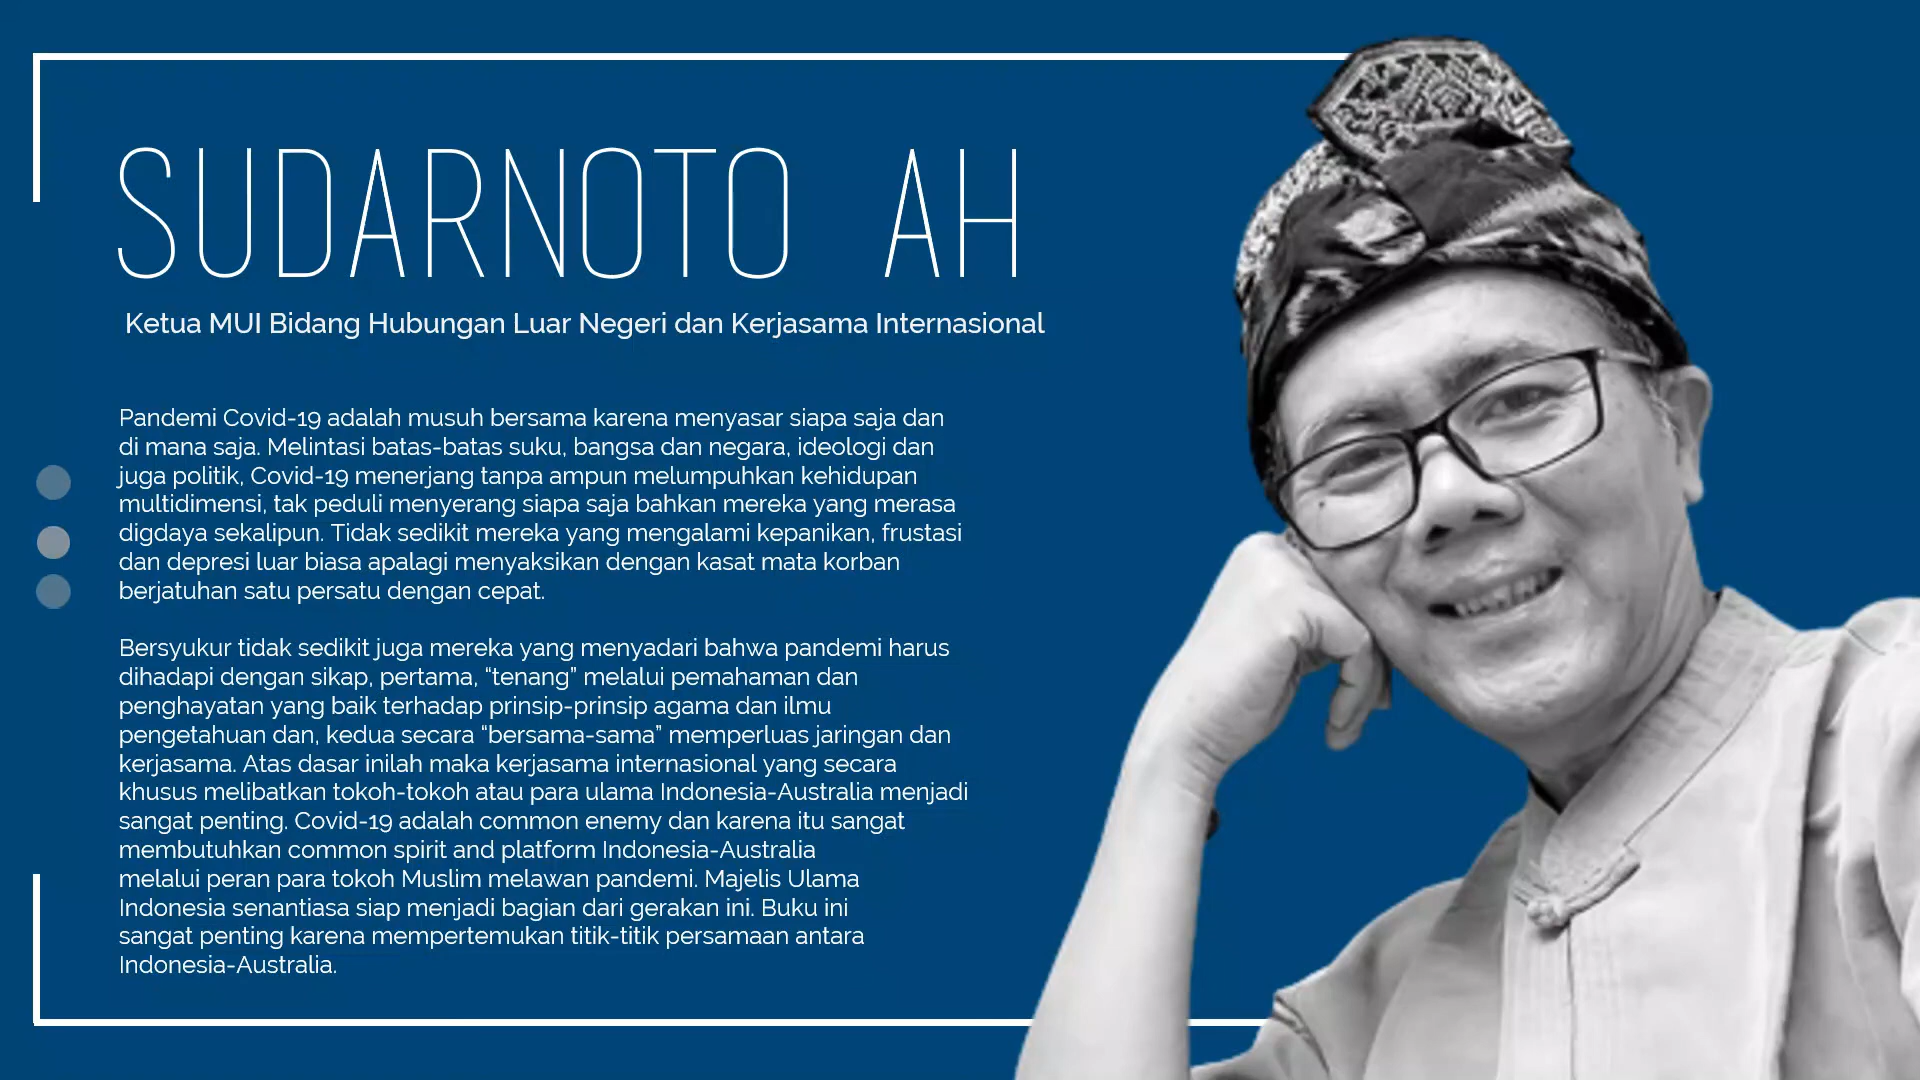 SUDARNOTO AH
Ketua MUI Bidang Hubungan Luar Negeri dan Kerjasama Internasional
Pandemi Covid-19 adalah musuh bersama karena menyasar siapa saja dan
di mana saja. Melintasi batas-batas suku, bangsa dan negara, ideologi dan
juga politik, Covid-19 menerjang tanpa ampun melumpuhkan kehidupan
multidimensi, tak peduli menyerang siapa saja bahkan mereka yang merasa
digdaya sekalipun. Tidak sedikit mereka yang mengalami kepanikan, frustasi
dan depresi luar biasa apalagi menyaksikan dengan kasat mata korban
berjatuhan satu persatu dengan cepat.
Bersyukur tidak sedikit juga mereka yang menyadari bahwa pandemi harus
dihadapi dengan sikap, pertama, “tenang” melalui pemahaman dan
penghayatan yang baik terhadap prinsip-prinsip agama dan ilmu
pengetahuan dan, kedua secara “bersama-sama” memperluas jaringan dan
kerjasama. Atas dasar inilah maka kerjasama internasional yang secara
khusus melibatkan tokoh-tokoh atau para ulama Indonesia-Australia menjadi
sangat penting. Covid-19 adalah common enemy dan karena itu sangat
membutuhkan common spirit and platform Indonesia-Australia
melalui peran para tokoh Muslim melawan pandemi. Majelis Ulama
Indonesia senantiasa siap menjadi bagian dari gerakan ini. Buku ini
sangat penting karena mempertemukan titik-titik persamaan antara
Indonesia-Australia.